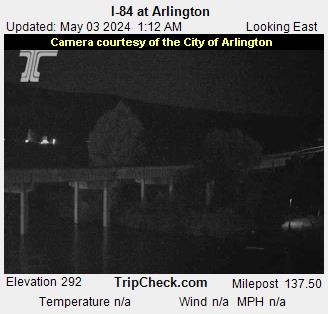 I-84 at Arlington
Updated: May 03 2024 1:12 AM Looking East
Camera courtesy of the City of Arlington
Elevation 292 TripCheck.com Milepost 137.50
Temperature n/a Wind n/a MPH n/a